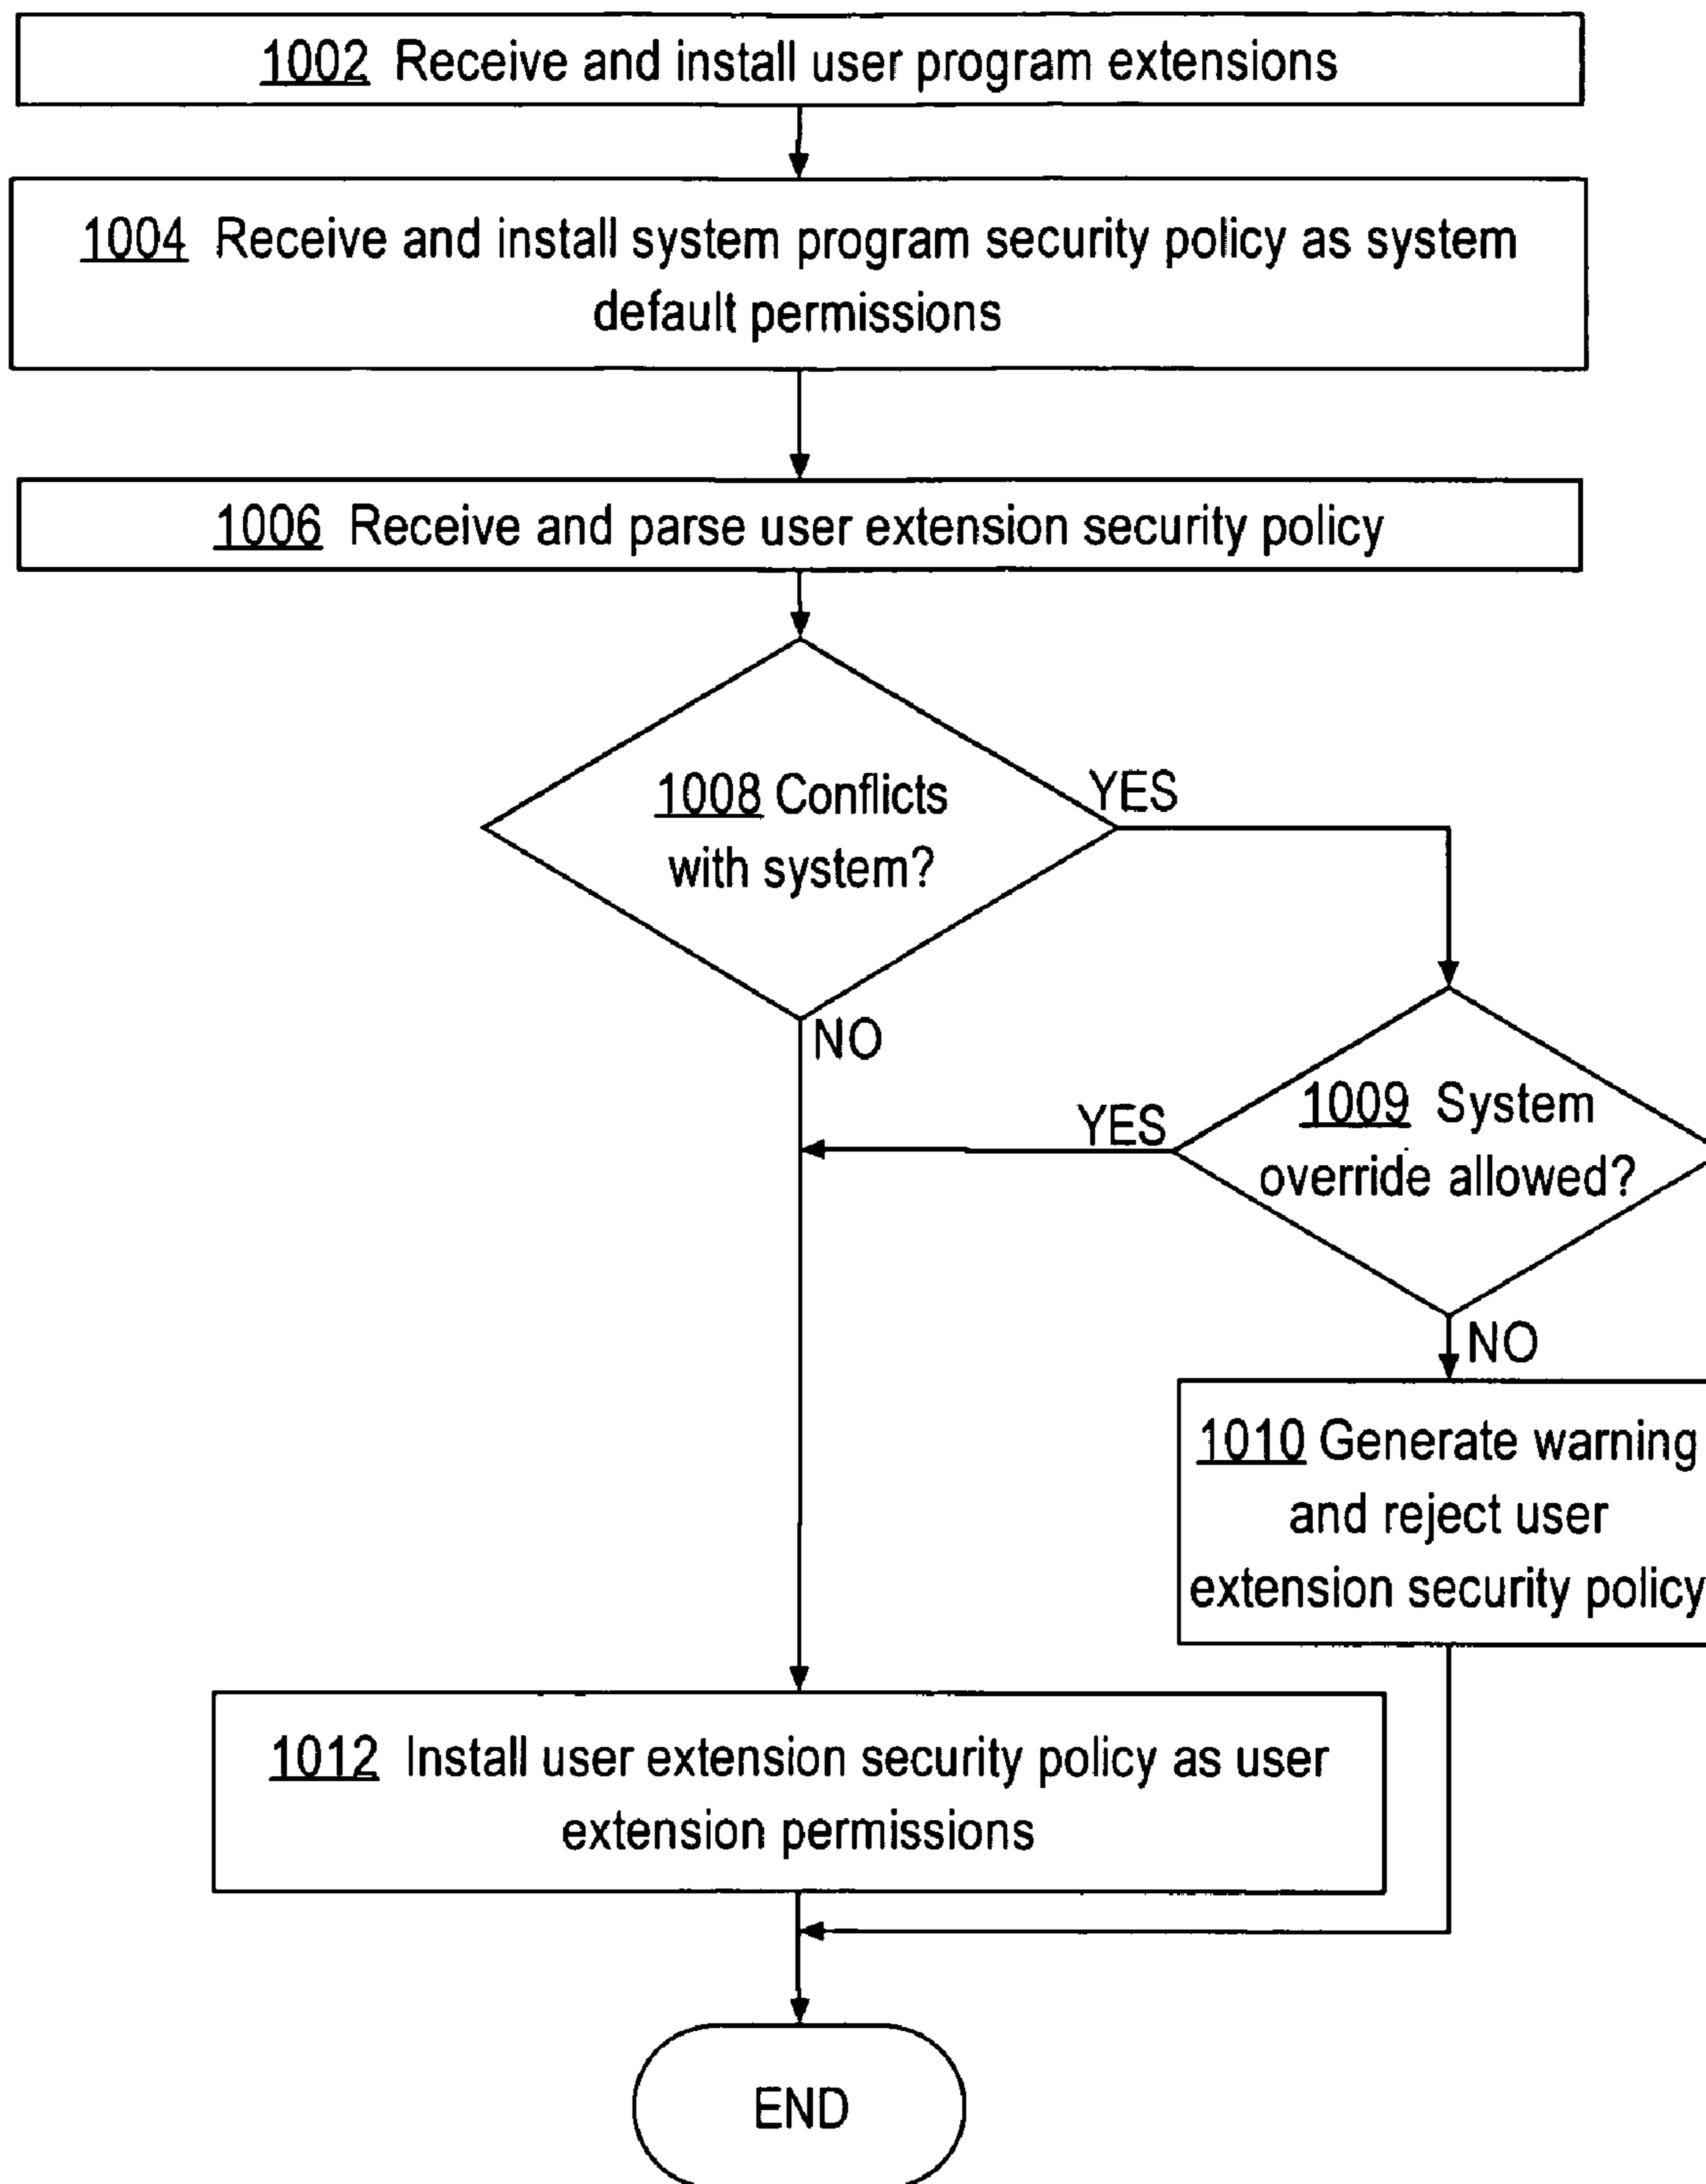 1002 Receive and install user program extensions
1004 Receive and install system program security policy as system
default permissions
1006 Receive and parse user extension security policy
1008 Conflicts
with system?
YES
NO
1009 System
override allowed?
YES
NO
1010 Generate warning
and reject user
extension security policy
1012 Install user extension security policy as user
extension permissions
END